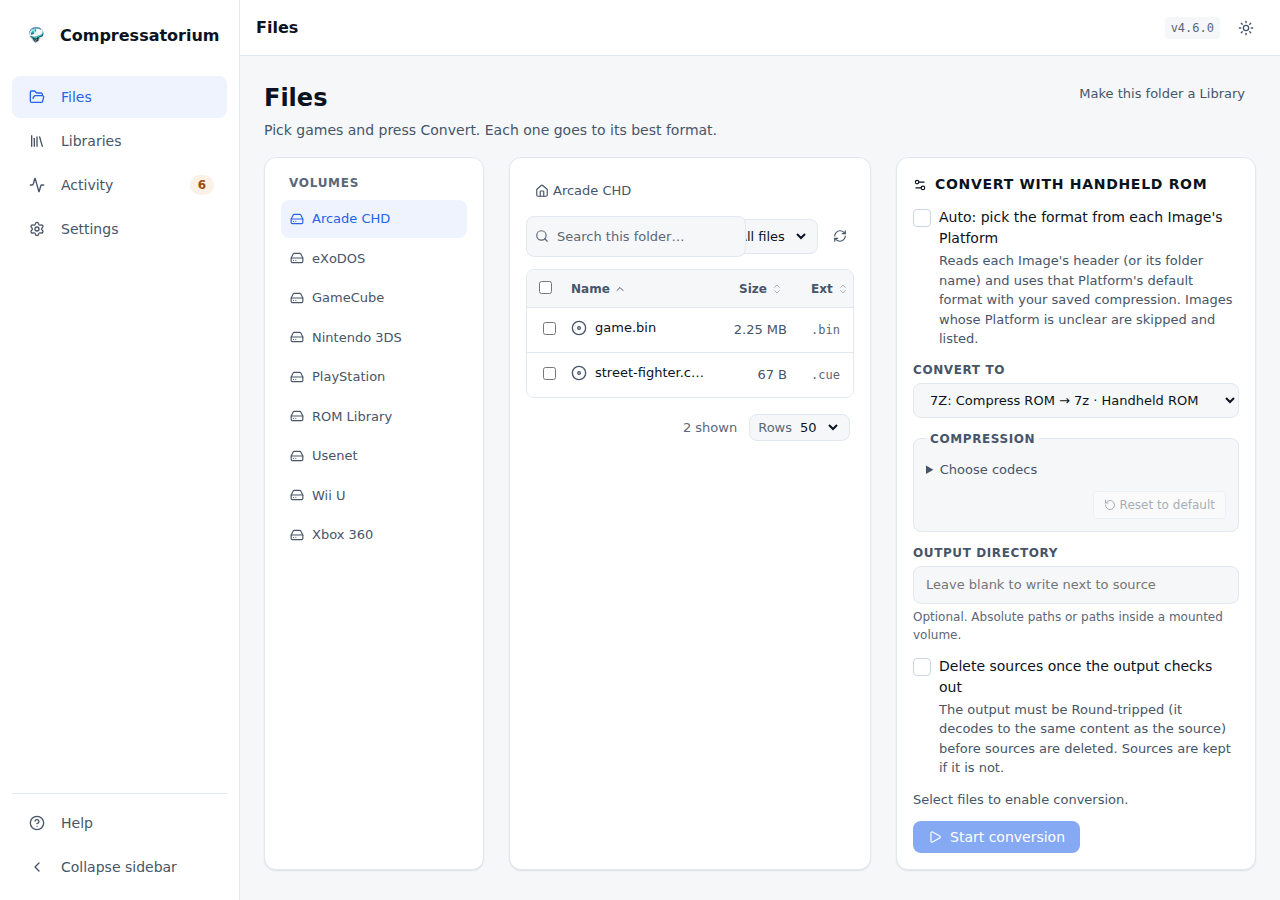 Compressatorium
Files
Libraries
Activity 6
Settings
Help
Collapse sidebar
Files
v4.6.0
Files
Pick games and press Convert. Each one goes to its best format.
Make this folder a Library
VOLUMES
Arcade CHD
eXoDOS
GameCube
Nintendo 3DS
PlayStation
ROM Library
Usenet
Wii U
Xbox 360
Arcade CHD
Search this folder…
ll files
Name Size Ext
game.bin 2.25 MB .bin
street-fighter.c… 67 B .cue
2 shown Rows 50
CONVERT WITH HANDHELD ROM
Auto: pick the format from each Image's
Platform
Reads each Image's header (or its folder
name) and uses that Platform's default
format with your saved compression. Images
whose Platform is unclear are skipped and
listed.
CONVERT TO
7Z: Compress ROM → 7z · Handheld ROM
COMPRESSION
Choose codecs
Reset to default
OUTPUT DIRECTORY
Leave blank to write next to source
Optional. Absolute paths or paths inside a mounted
volume.
Delete sources once the output checks
out
The output must be Round-tripped (it
decodes to the same content as the source)
before sources are deleted. Sources are kept
if it is not.
Select files to enable conversion.
Start conversion